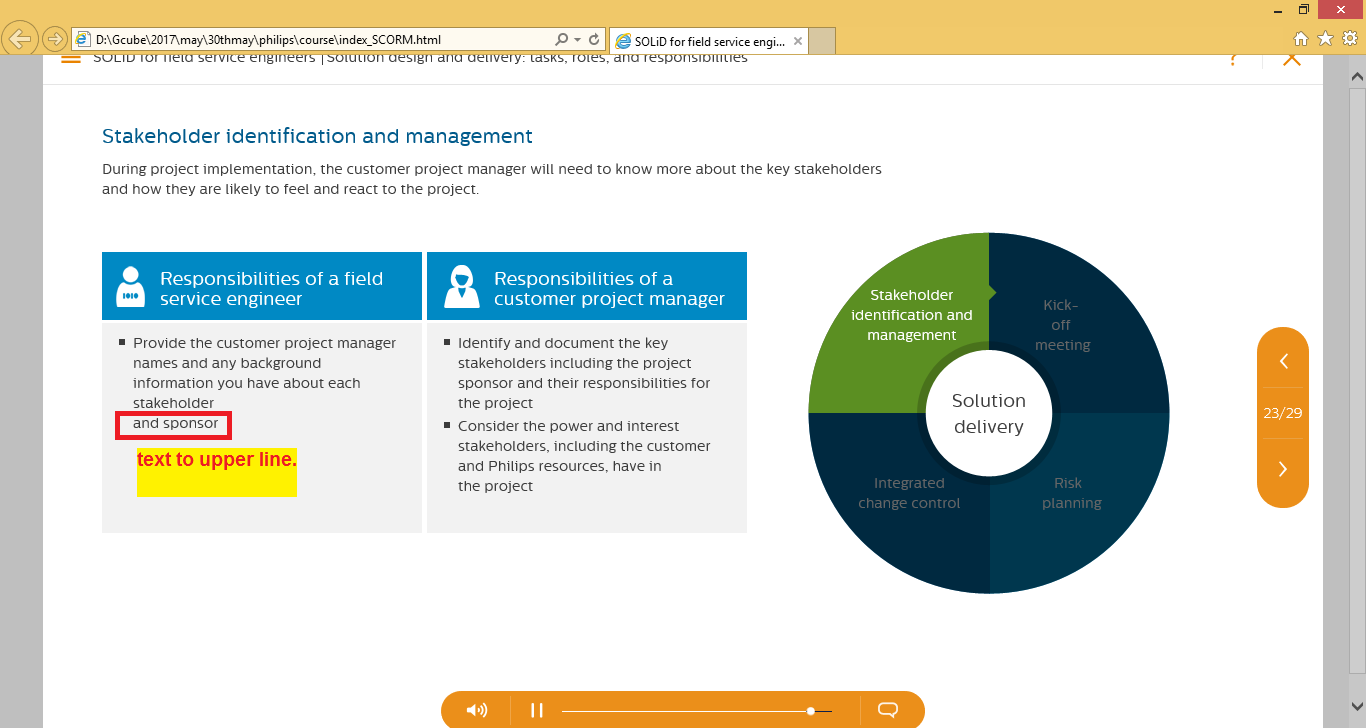 D:\Gcube\2017\may\30thmay\philips\course\index_SCORM.html
SOLiD for field service engi...
SOLiD for field service engineers | Solution design and delivery: tasks, roles, and responsibilities
?
Stakeholder identification and management
During project implementation, the customer project manager will need to know more about the key stakeholders
and how they are likely to feel and react to the project.
Responsibilities of a field
service engineer
Provide the customer project manager
names and any background
information you have about each
stakeholder
and sponsor
text to upper line.
Responsibilities of a
customer project manager
Identify and document the key
stakeholders including the project
sponsor and their responsibilities for
the project
Consider the power and interest
stakeholders, including the customer
and Philips resources, have in
the project
Stakeholder
identification and
management
Kick-
off
meeting
Solution
delivery
Integrated
change control
Risk
planning
23/29